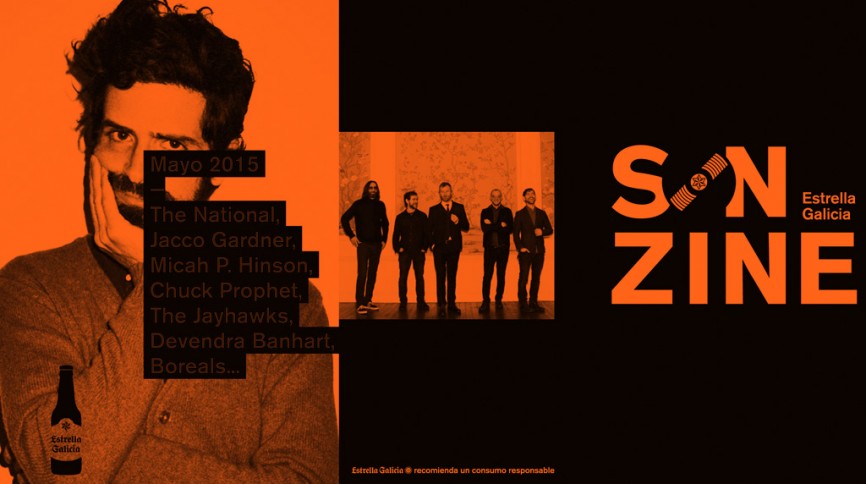 Mayo 2015
—
The National,
Jacco Gardner,
Micah P. Hinson,
Chuck Prophet,
The Jayhawks,
Devendra Banhart,
Boreals...
Estrella
Galicia
Estrella Galicia recomienda un consumo responsable
SON
Estrella
Galicia
ZINE